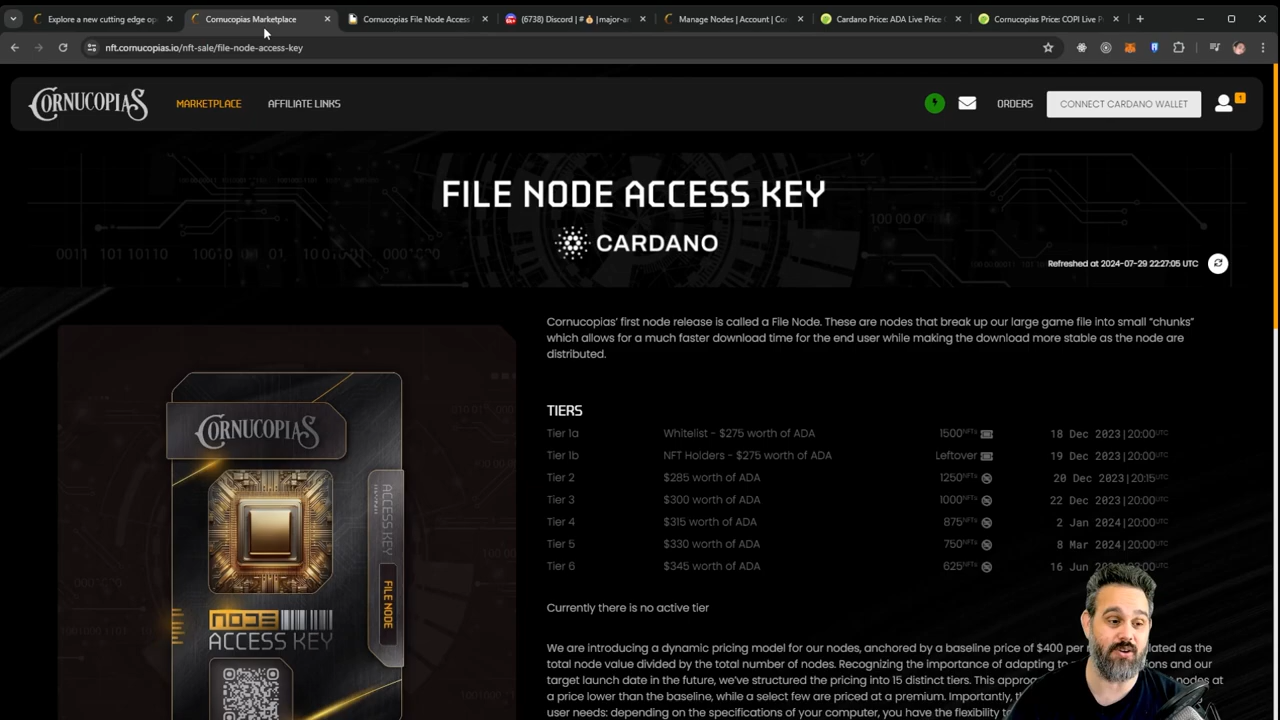 Explore a new cutting edge op
Cornucopias Marketplace
Cornucopias File Node Access
(6738) Discord | # | major-an
Manage Nodes | Account | Co
Cardano Price: ADA Live Price
Cornucopias Price: COPI Live P
nft.cornucopias.io/nft-sale/file-node-access-key
CORNUCOPIAS
MARKETPLACE
AFFILIATE LINKS
ORDERS
CONNECT CARDANO WALLET
1
FILE NODE ACCESS KEY
CARDANO
Refreshed at 2024-07-29 22:27:05 UTC
Cornucopias' first node release is called a File Node. These are nodes that break up our large game file into small "chunks"
which allows for a much faster download time for the end user while making the download more stable as the node are
distributed.
TIERS
Tier 1a Whitelist - $275 worth of ADA 1500NFTs 18 Dec 2023|20:00UTC
Tier 1b NFT Holders - $275 worth of ADA Leftover 19 Dec 2023|20:00UTC
Tier 2 $285 worth of ADA 1250NFTs 20 Dec 2023|20:15UTC
Tier 3 $300 worth of ADA 1000NFTs 22 Dec 2023|20:00UTC
Tier 4 $315 worth of ADA 875NFTs 2 Jan 2024|20:00UTC
Tier 5 $330 worth of ADA 750NFTs 8 Mar 2024|20:00UTC
Tier 6 $345 worth of ADA 625NFTs 16 Jun
Currently there is no active tier
We are introducing a dynamic pricing model for our nodes, anchored by a baseline price of $400 per as the
total node value divided by the total number of nodes. Recognizing the importance of adapting to and our
target launch date in the future, we've structured the pricing into 15 distinct tiers. This nodes at
a price lower than the baseline, while a select few are priced at a premium. Importantly,
user needs: depending on the specifications of your computer, you have the flexibility
CORNUCOPIAS
ACCESS KEY
FILE NODE
NODE
ACCESS KEY